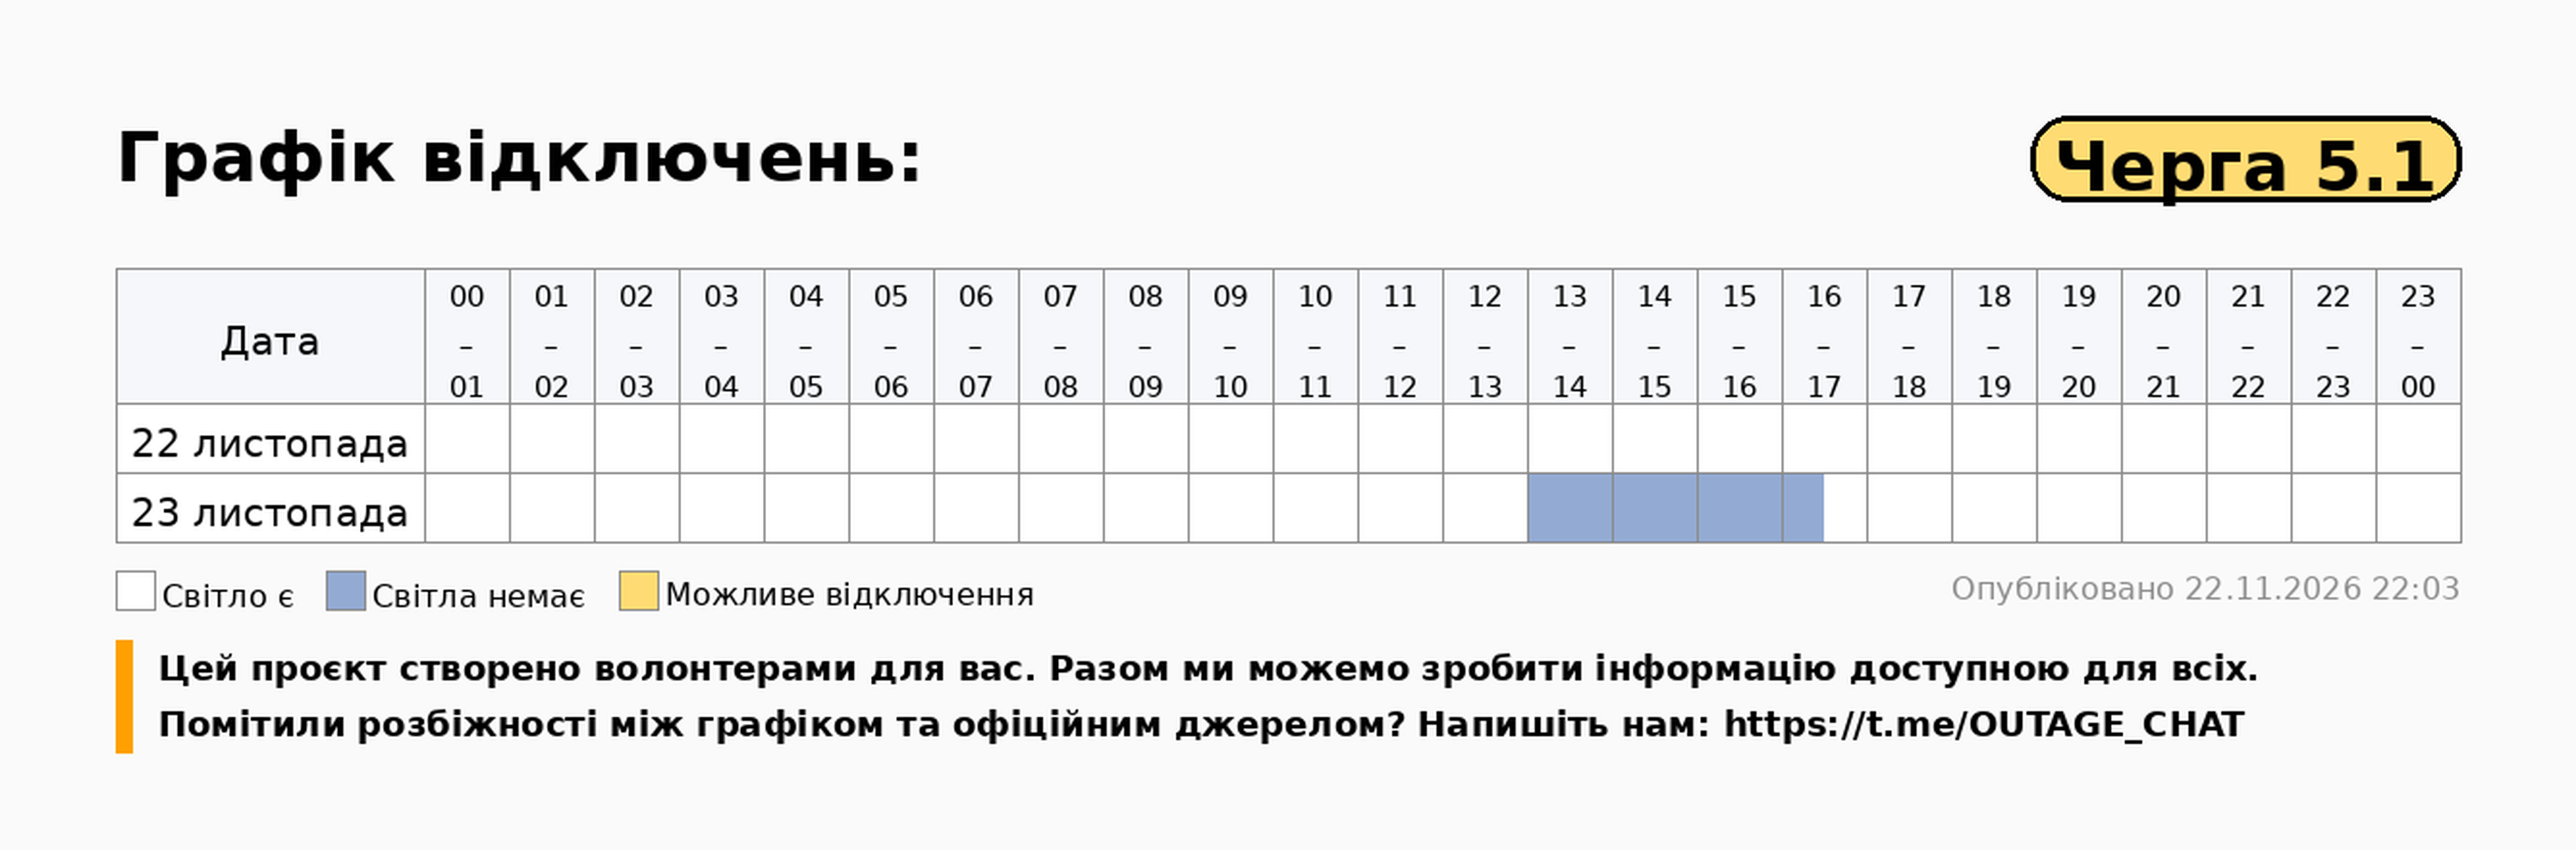 Графік відключень:
Черга 5.1
Дата
00 – 01
01 – 02
02 – 03
03 – 04
04 – 05
05 – 06
06 – 07
07 – 08
08 – 09
09 – 10
10 – 11
11 – 12
12 – 13
13 – 14
14 – 15
15 – 16
16 – 17
17 – 18
18 – 19
19 – 20
20 – 21
21 – 22
22 – 23
23 – 00
22 листопада
23 листопада
Світло є
Світла немає
Можливе відключення
Опубліковано 22.11.2026 22:03
Цей проєкт створено волонтерами для вас. Разом ми можемо зробити інформацію доступною для всіх.
Помітили розбіжності між графіком та офіційним джерелом? Напишіть нам: https://t.me/OUTAGE_CHAT